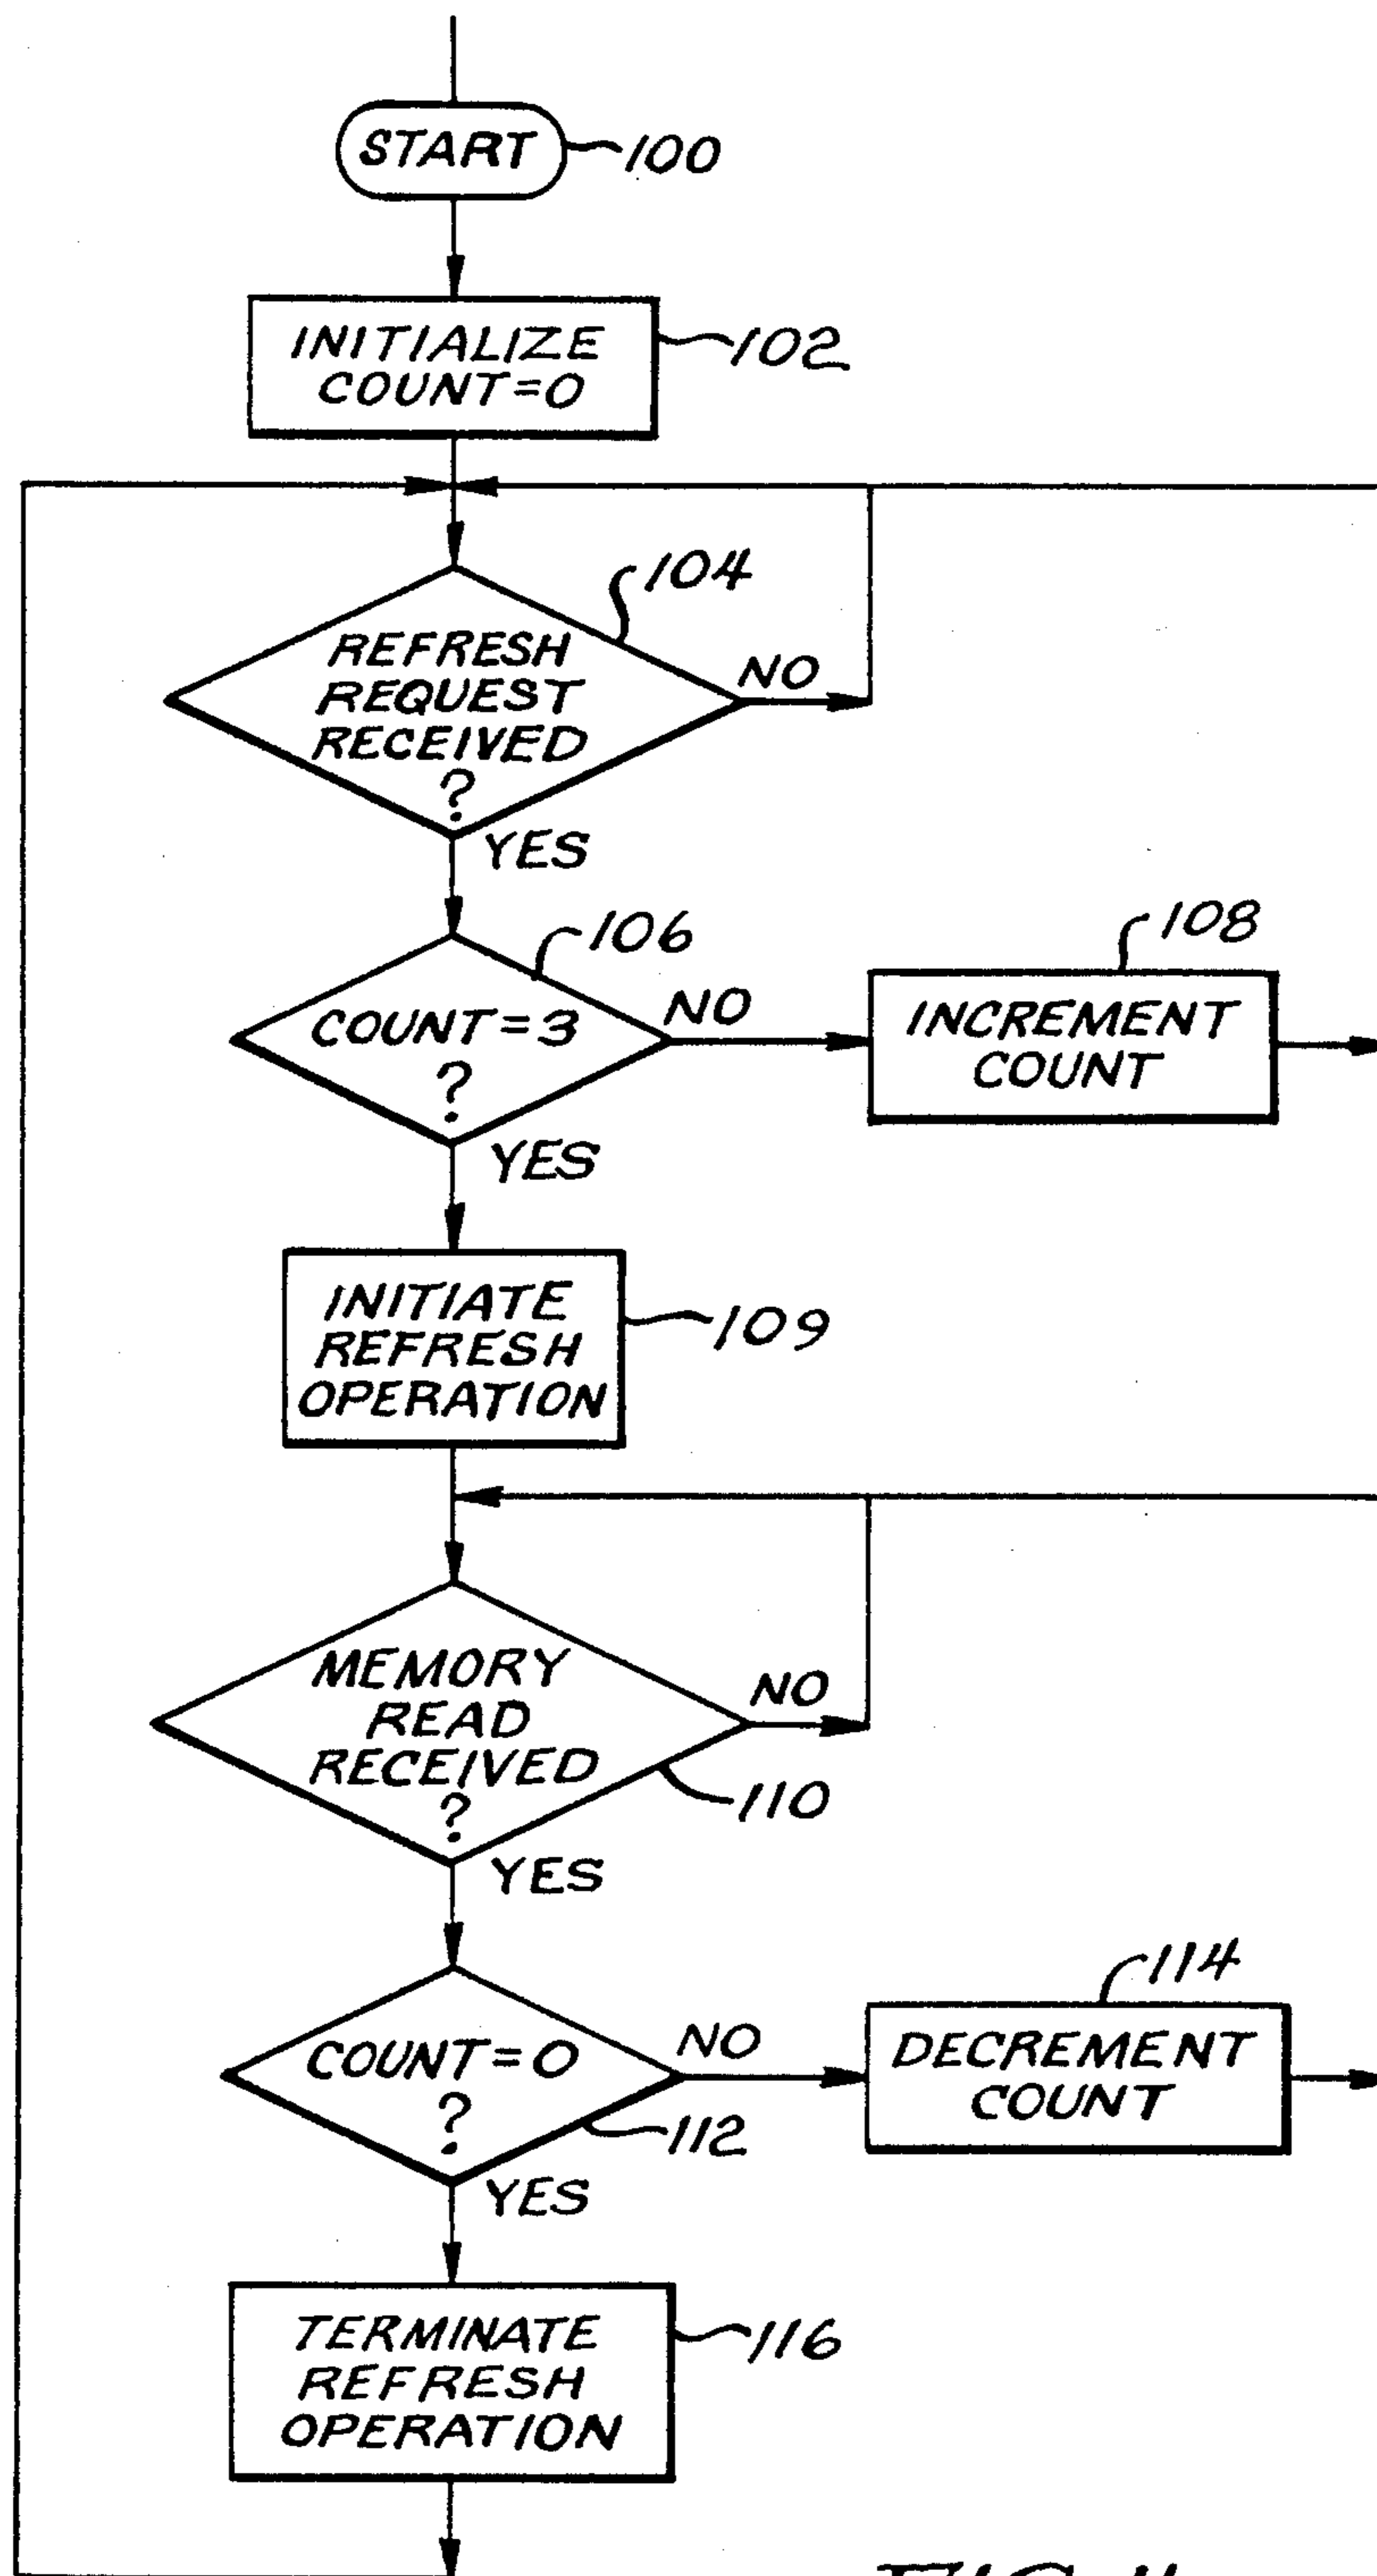 START
100
INITIALIZE
COUNT=0
102
104
REFRESH
REQUEST
RECEIVED
?
NO
YES
106
COUNT=3
?
NO
108
INCREMENT
COUNT
YES
INITIATE
REFRESH
OPERATION
109
MEMORY
READ
RECEIVED
?
NO
110
YES
COUNT=0
?
NO
112
114
DECREMENT
COUNT
YES
TERMINATE
REFRESH
OPERATION
116